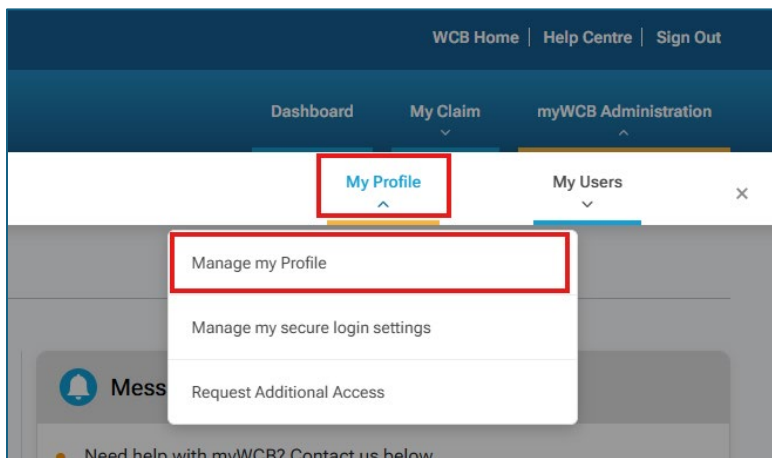 WCB Home | Help Centre | Sign Out
Dashboard My Claim myWCB Administration
My Profile My Users ×
Manage my Profile
Manage my secure login settings
Request Additional Access
Mess
Need help with myWCB? Contact us below